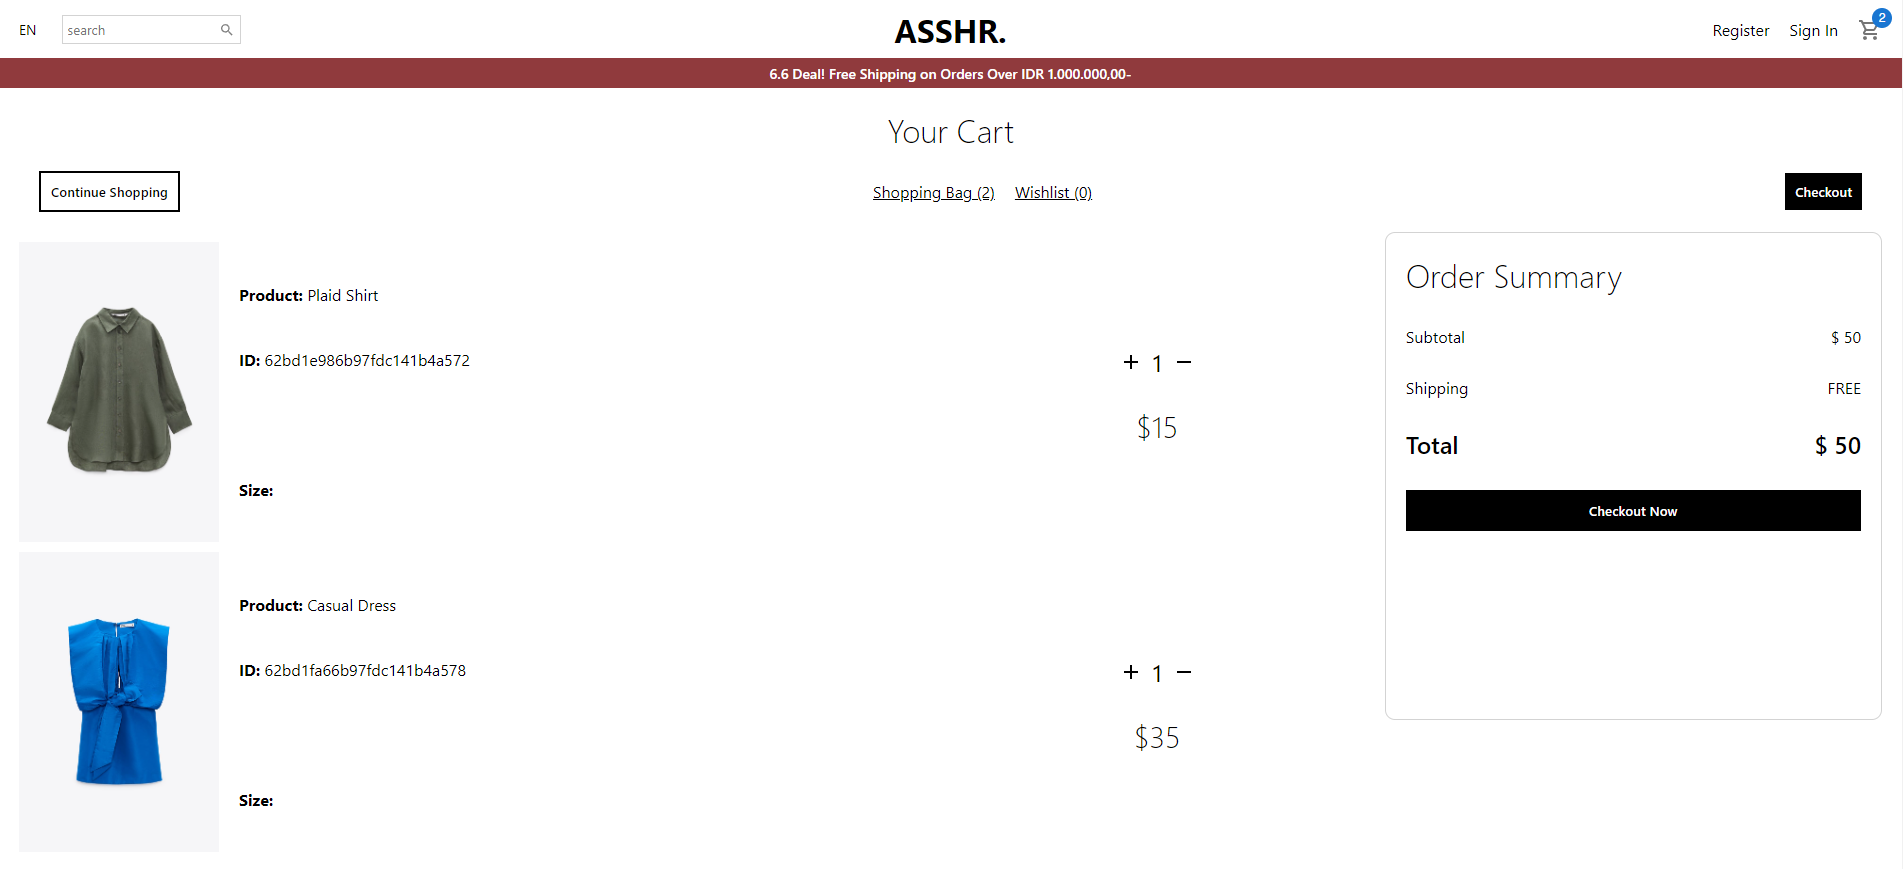 EN
search
ASSHR.
Register
Sign In
2
6.6 Deal! Free Shipping on Orders Over IDR 1.000.000,00-
Your Cart
Continue Shopping
Shopping Bag (2)
Wishlist (0)
Checkout
Product: Plaid Shirt
ID: 62bd1e986b97fdc141b4a572
+ 1 −
$15
Size:
Product: Casual Dress
ID: 62bd1fa66b97fdc141b4a578
+ 1 −
$35
Size:
Order Summary
Subtotal $ 50
Shipping FREE
Total $ 50
Checkout Now